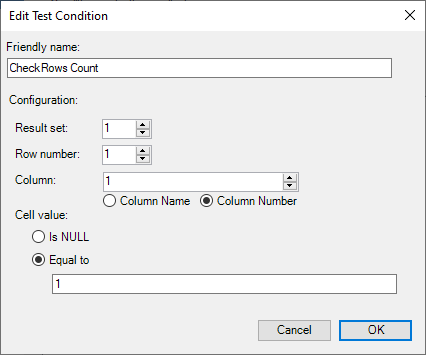 Edit Test Condition
Friendly name:
CheckRows Count
Configuration:
Result set: 1
Row number: 1
Column: 1
Column Name Column Number
Cell value:
Is NULL
Equal to
1
Cancel OK